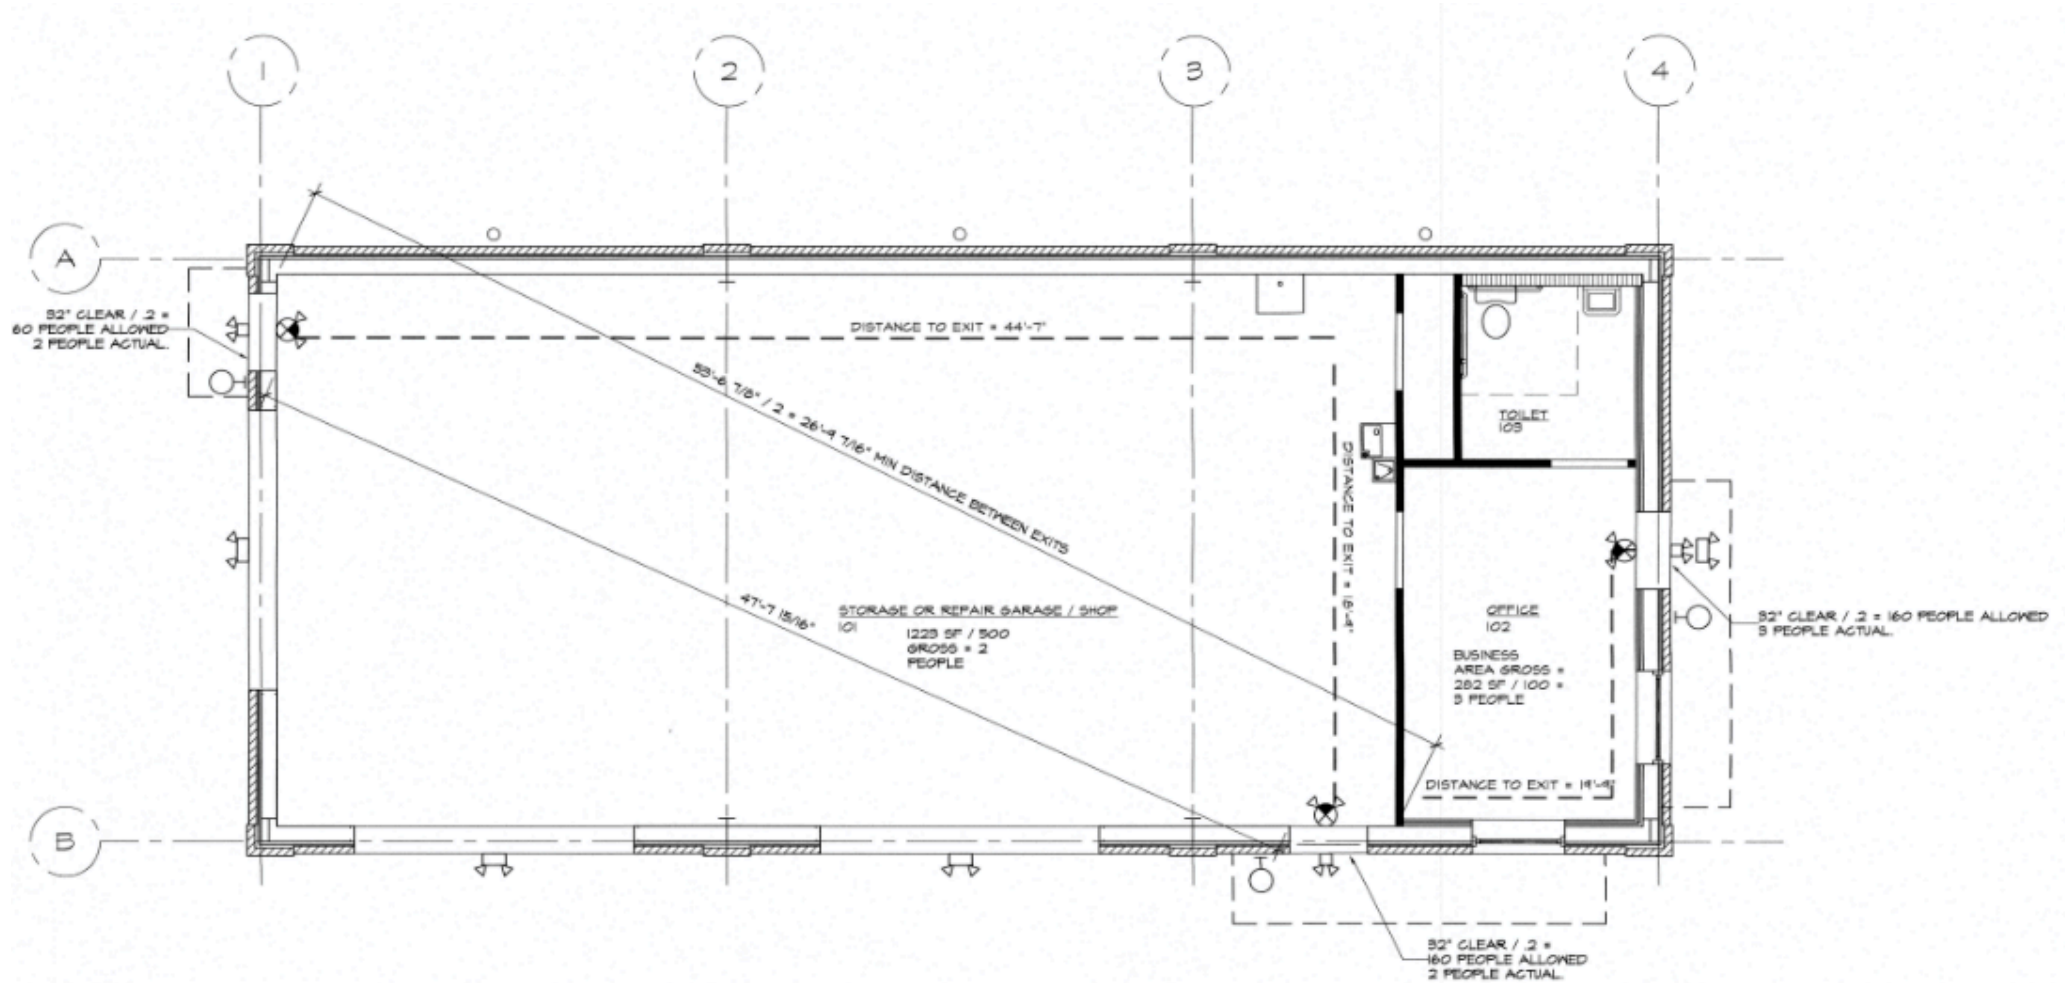 1
2
3
4
A
B
32" CLEAR / .2 =
60 PEOPLE ALLOWED
2 PEOPLE ACTUAL.
DISTANCE TO EXIT = 44'-7"
53'-6 7/8" / 2 = 26'-9 7/16" MIN DISTANCE BETWEEN EXITS
47'-7 15/16"
DISTANCE TO EXIT = 18'-9"
STORAGE OR REPAIR GARAGE / SHOP
101
1223 SF / 500
GROSS = 2
PEOPLE
TOILET
103
OFFICE
102
BUSINESS
AREA GROSS =
282 SF / 100 =
3 PEOPLE
DISTANCE TO EXIT = 19'-9"
32" CLEAR / .2 = 160 PEOPLE ALLOWED
3 PEOPLE ACTUAL.
32" CLEAR / .2 =
160 PEOPLE ALLOWED
2 PEOPLE ACTUAL.